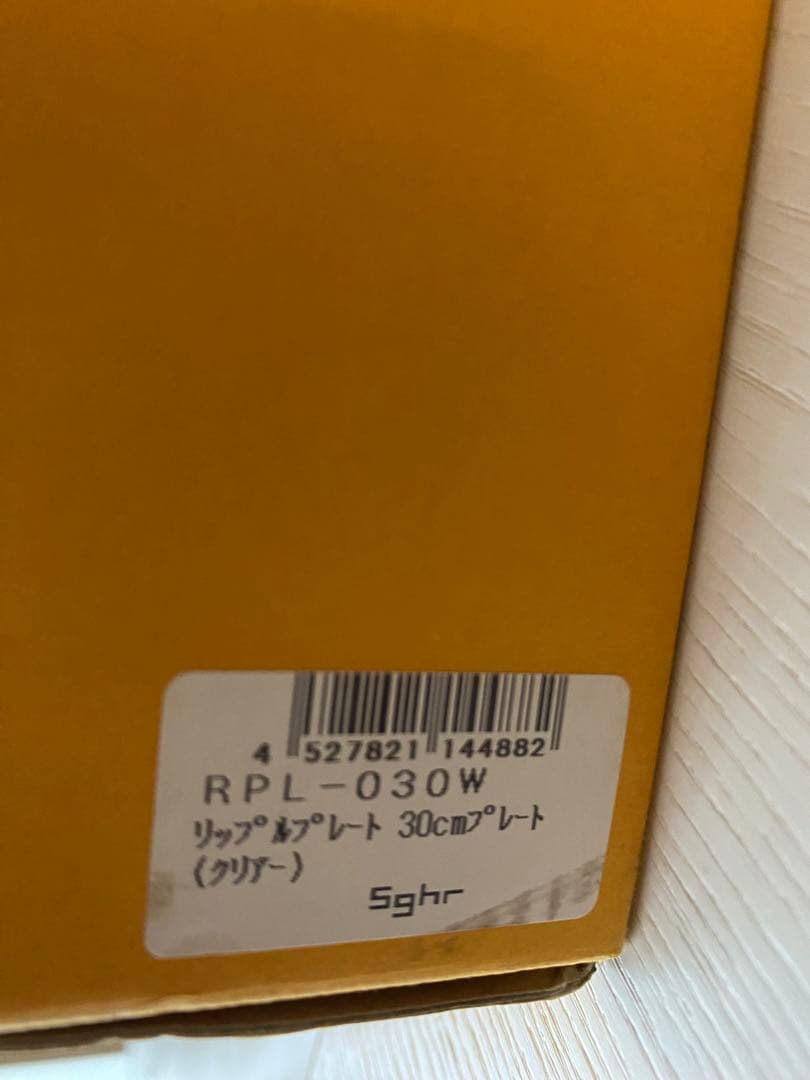 4 527821 144882
RPL-030W
リップルプレート 30cmプレート
(クリアー)
Sghr